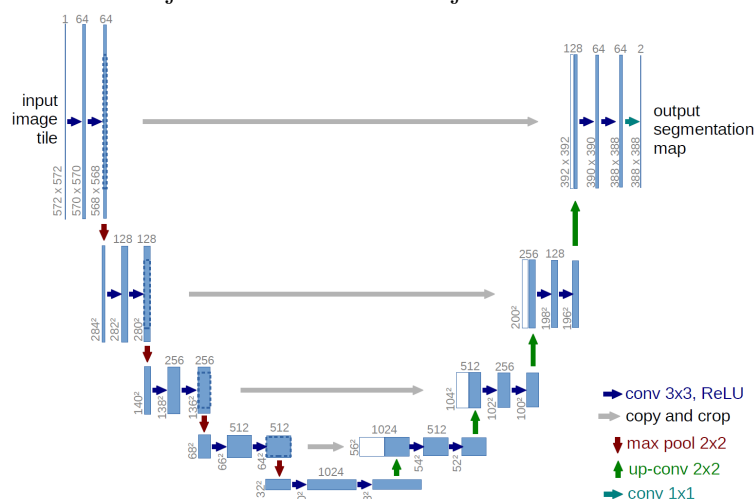 1 64 64
128 64 64 2
input
image
tile
output
segmentation
map
572 x 572
570 x 570
568 x 568
392 x 392
390 x 390
388 x 388
388 x 388
128 128
256 128
284²
282²
280²
200²
198²
196²
256 256
512 256
140²
138²
136²
104²
102²
100²
512 512
1024 512
68²
66²
64²
56²
54²
52²
1024
32²
conv 3x3, ReLU
copy and crop
max pool 2x2
up-conv 2x2
conv 1x1